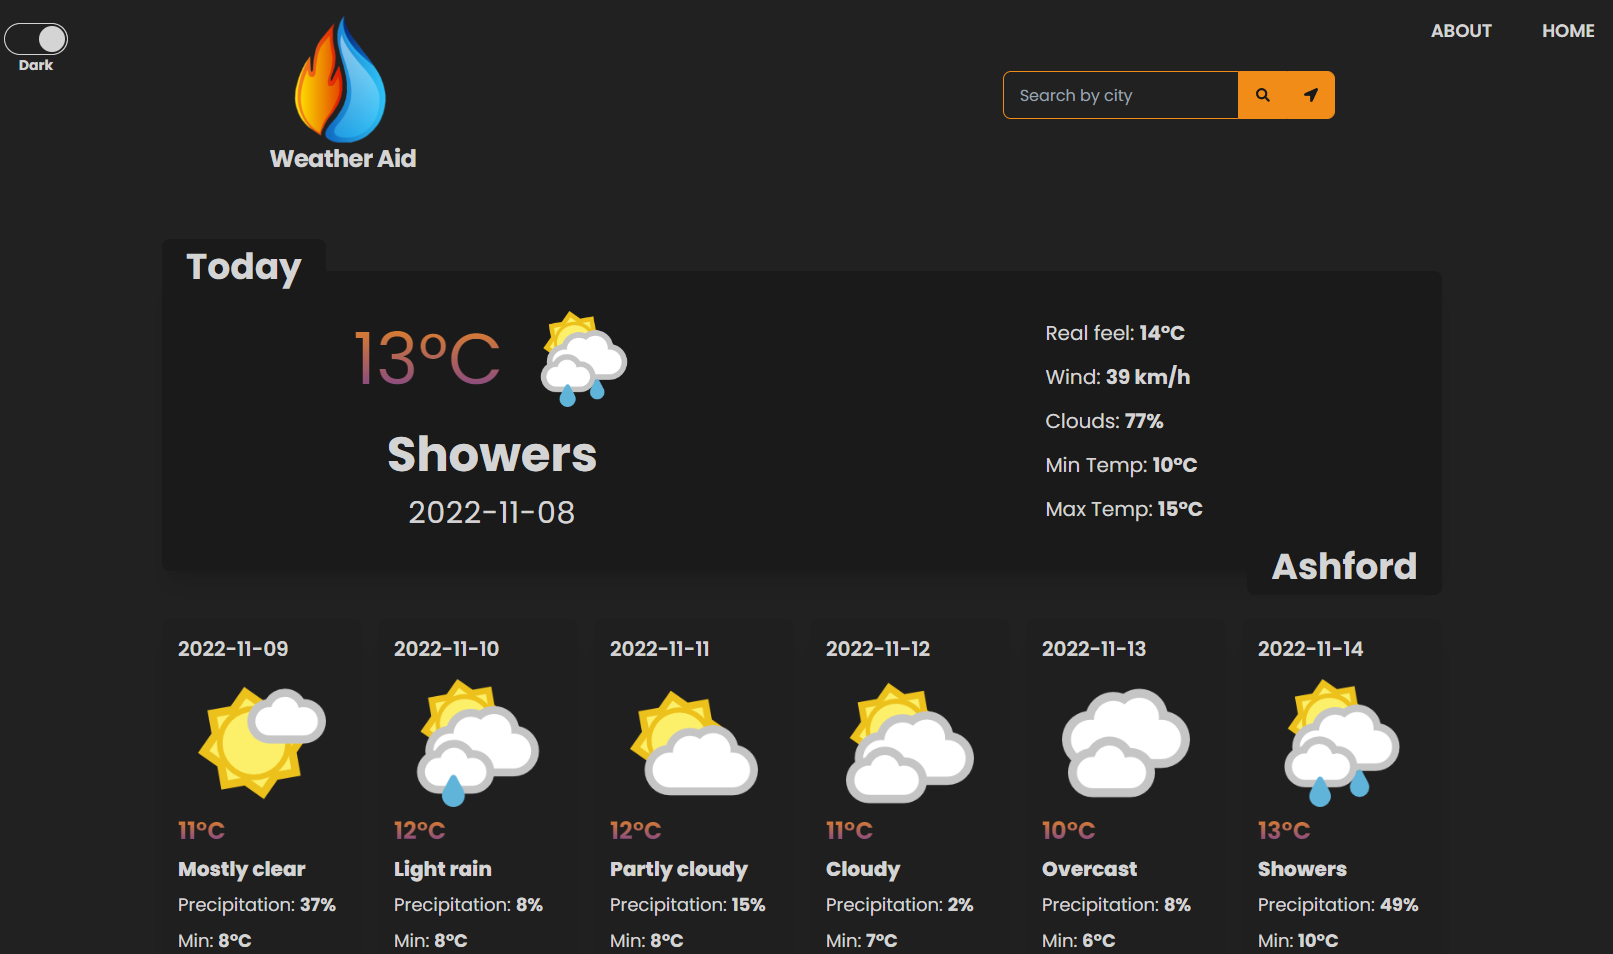 Dark
Weather Aid
ABOUT HOME
Search by city
Today
13°C
Showers
2022-11-08
Real feel: 14°C
Wind: 39 km/h
Clouds: 77%
Min Temp: 10°C
Max Temp: 15°C
Ashford
2022-11-09
11°C
Mostly clear
Precipitation: 37%
Min: 8°C
2022-11-10
12°C
Light rain
Precipitation: 8%
Min: 8°C
2022-11-11
12°C
Partly cloudy
Precipitation: 15%
Min: 8°C
2022-11-12
11°C
Cloudy
Precipitation: 2%
Min: 7°C
2022-11-13
10°C
Overcast
Precipitation: 8%
Min: 6°C
2022-11-14
13°C
Showers
Precipitation: 49%
Min: 10°C